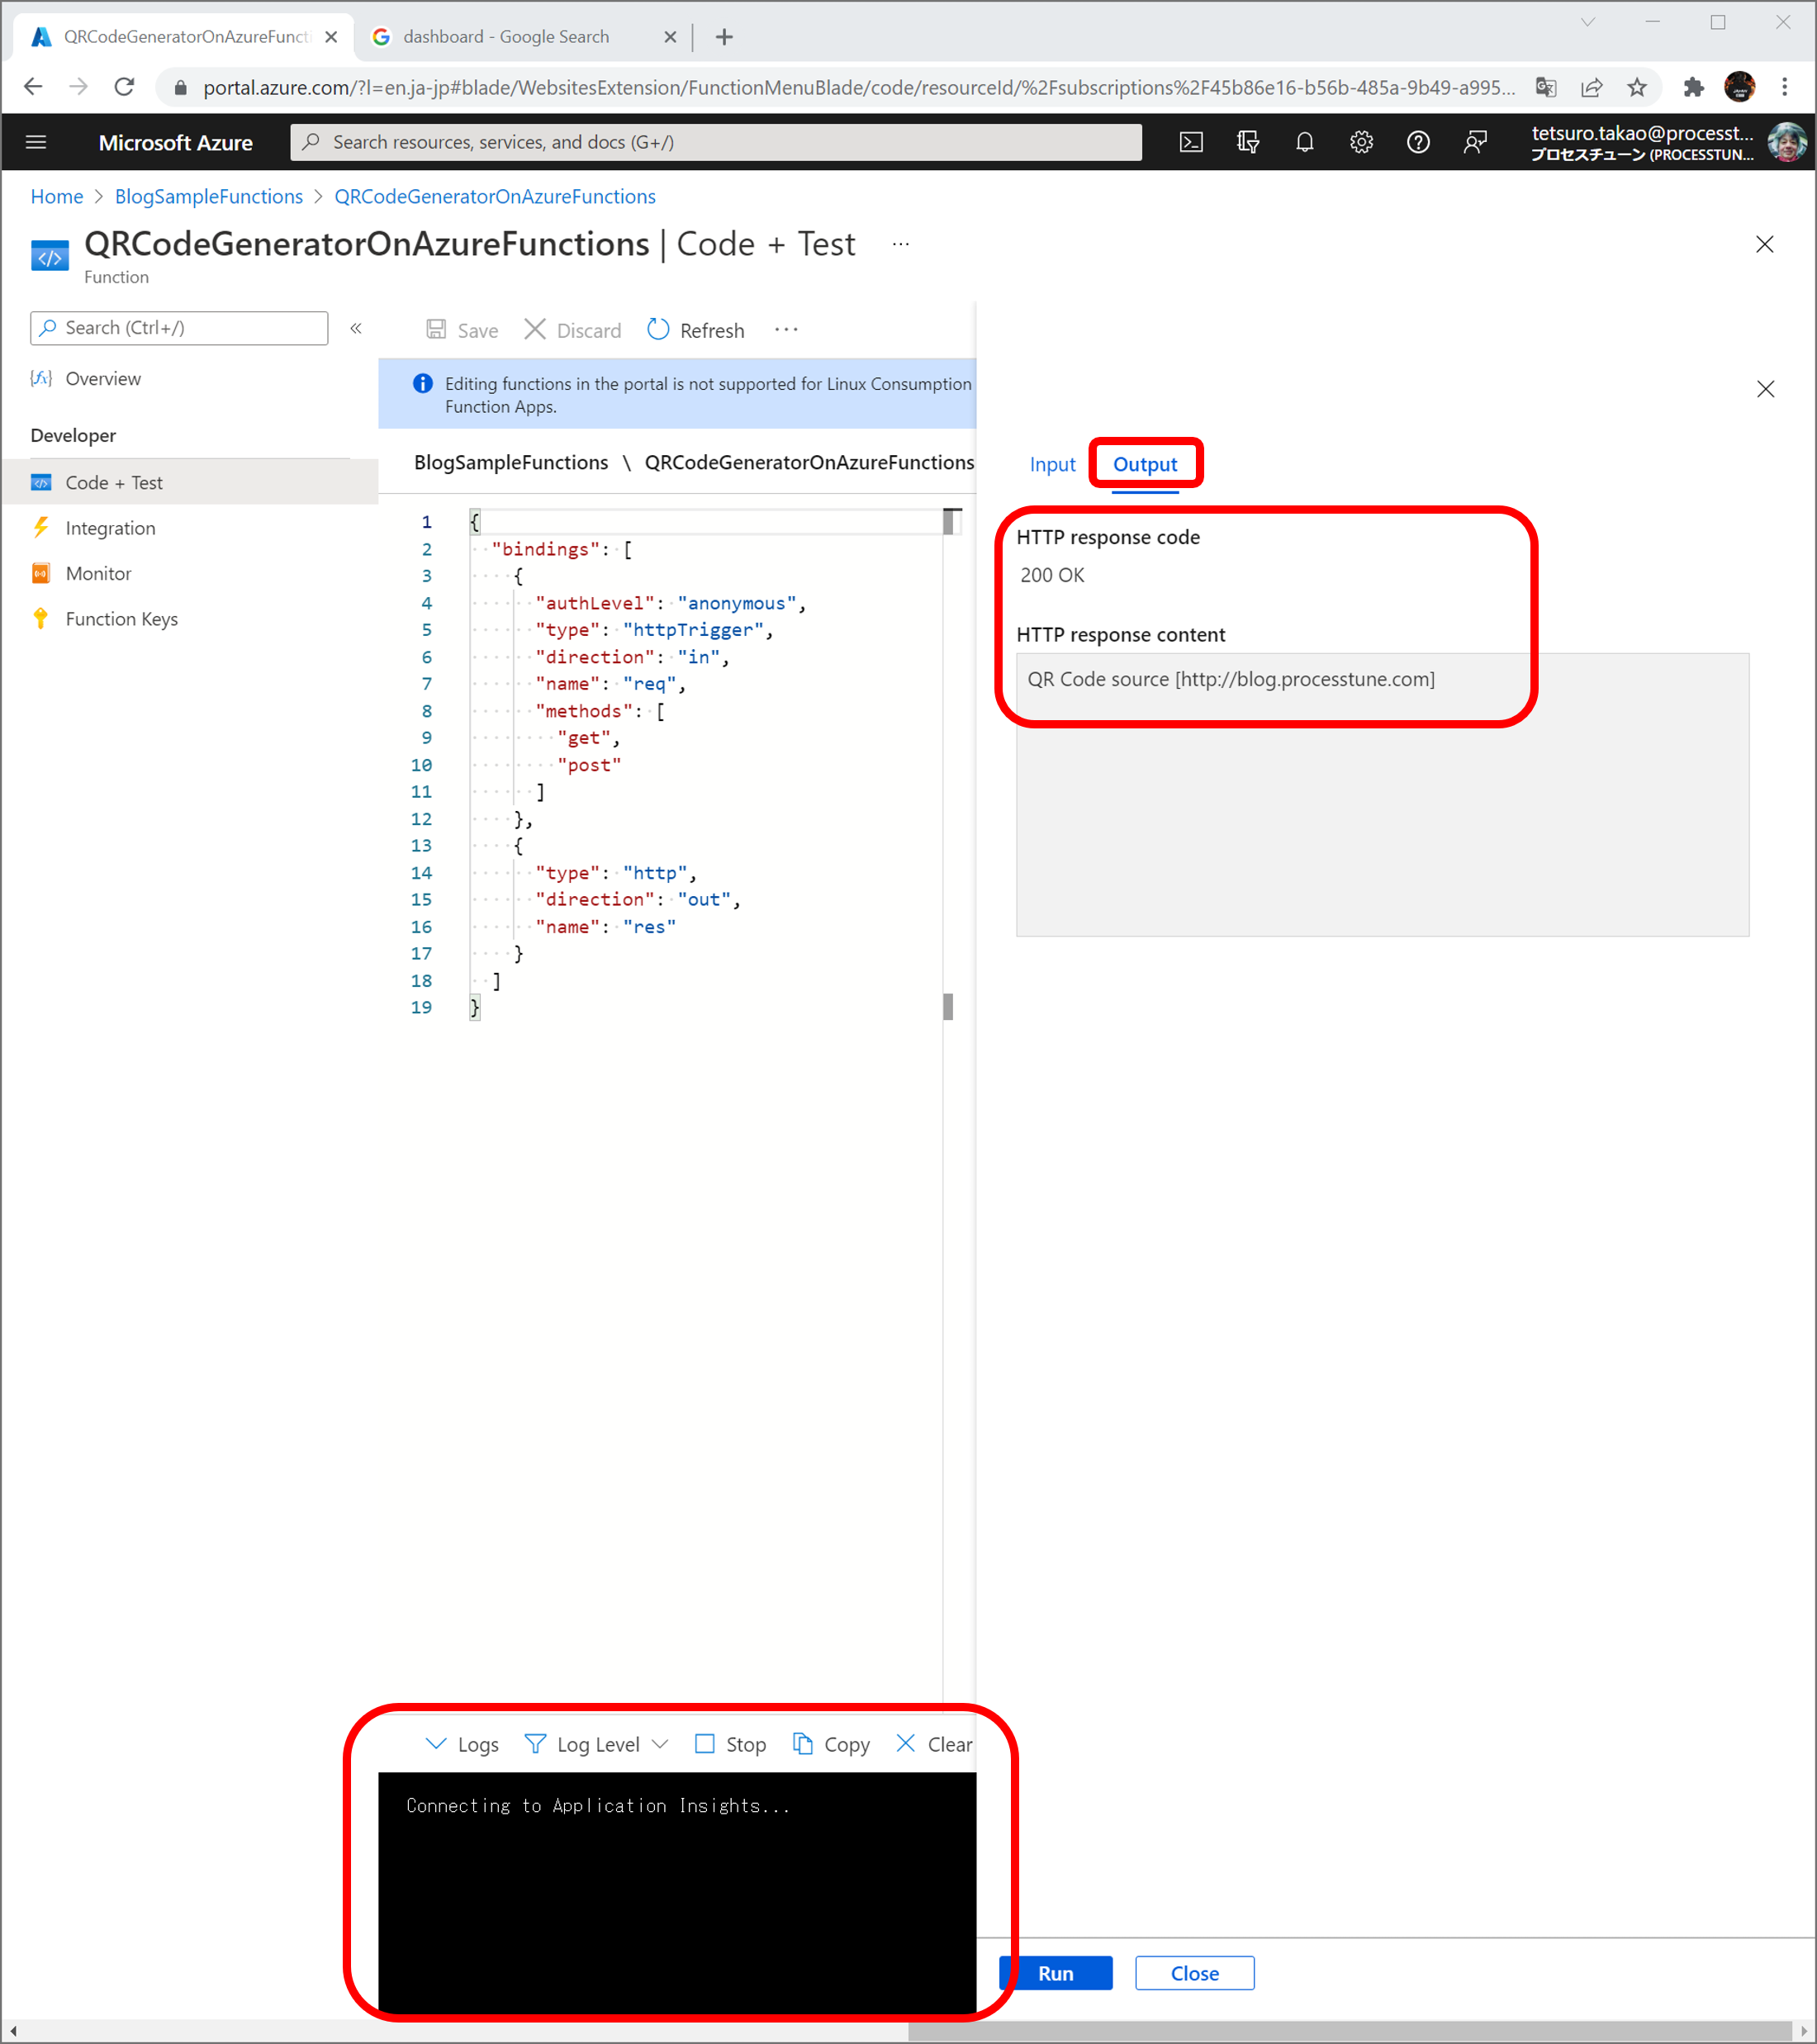 QRCodeGeneratorOnAzureFuncti
dashboard - Google Search
portal.azure.com/?l=en.ja-jp#blade/WebsitesExtension/FunctionMenuBlade/code/resourceId/%2Fsubscriptions%2F45b86e16-b56b-485a-9b49-a995...
Microsoft Azure
Search resources, services, and docs (G+/)
tetsuro.takao@processt...
プロセスチューン (PROCESSTUN...
Home > BlogSampleFunctions > QRCodeGeneratorOnAzureFunctions
QRCodeGeneratorOnAzureFunctions | Code + Test ...
Function
Search (Ctrl+/)
«
Overview
Developer
Code + Test
Integration
Monitor
Function Keys
Save Discard Refresh ...
Editing functions in the portal is not supported for Linux Consumption
Function Apps.
BlogSampleFunctions \ QRCodeGeneratorOnAzureFunctions
1 {
2 "bindings": [
3 {
4 "authLevel": "anonymous",
5 "type": "httpTrigger",
6 "direction": "in",
7 "name": "req",
8 "methods": [
9 "get",
10 "post"
11 ]
12 },
13 {
14 "type": "http",
15 "direction": "out",
16 "name": "res"
17 }
18 ]
19 }
Logs Log Level Stop Copy Clear
Connecting to Application Insights...
Input Output
HTTP response code
200 OK
HTTP response content
QR Code source [http://blog.processtune.com]
Run Close